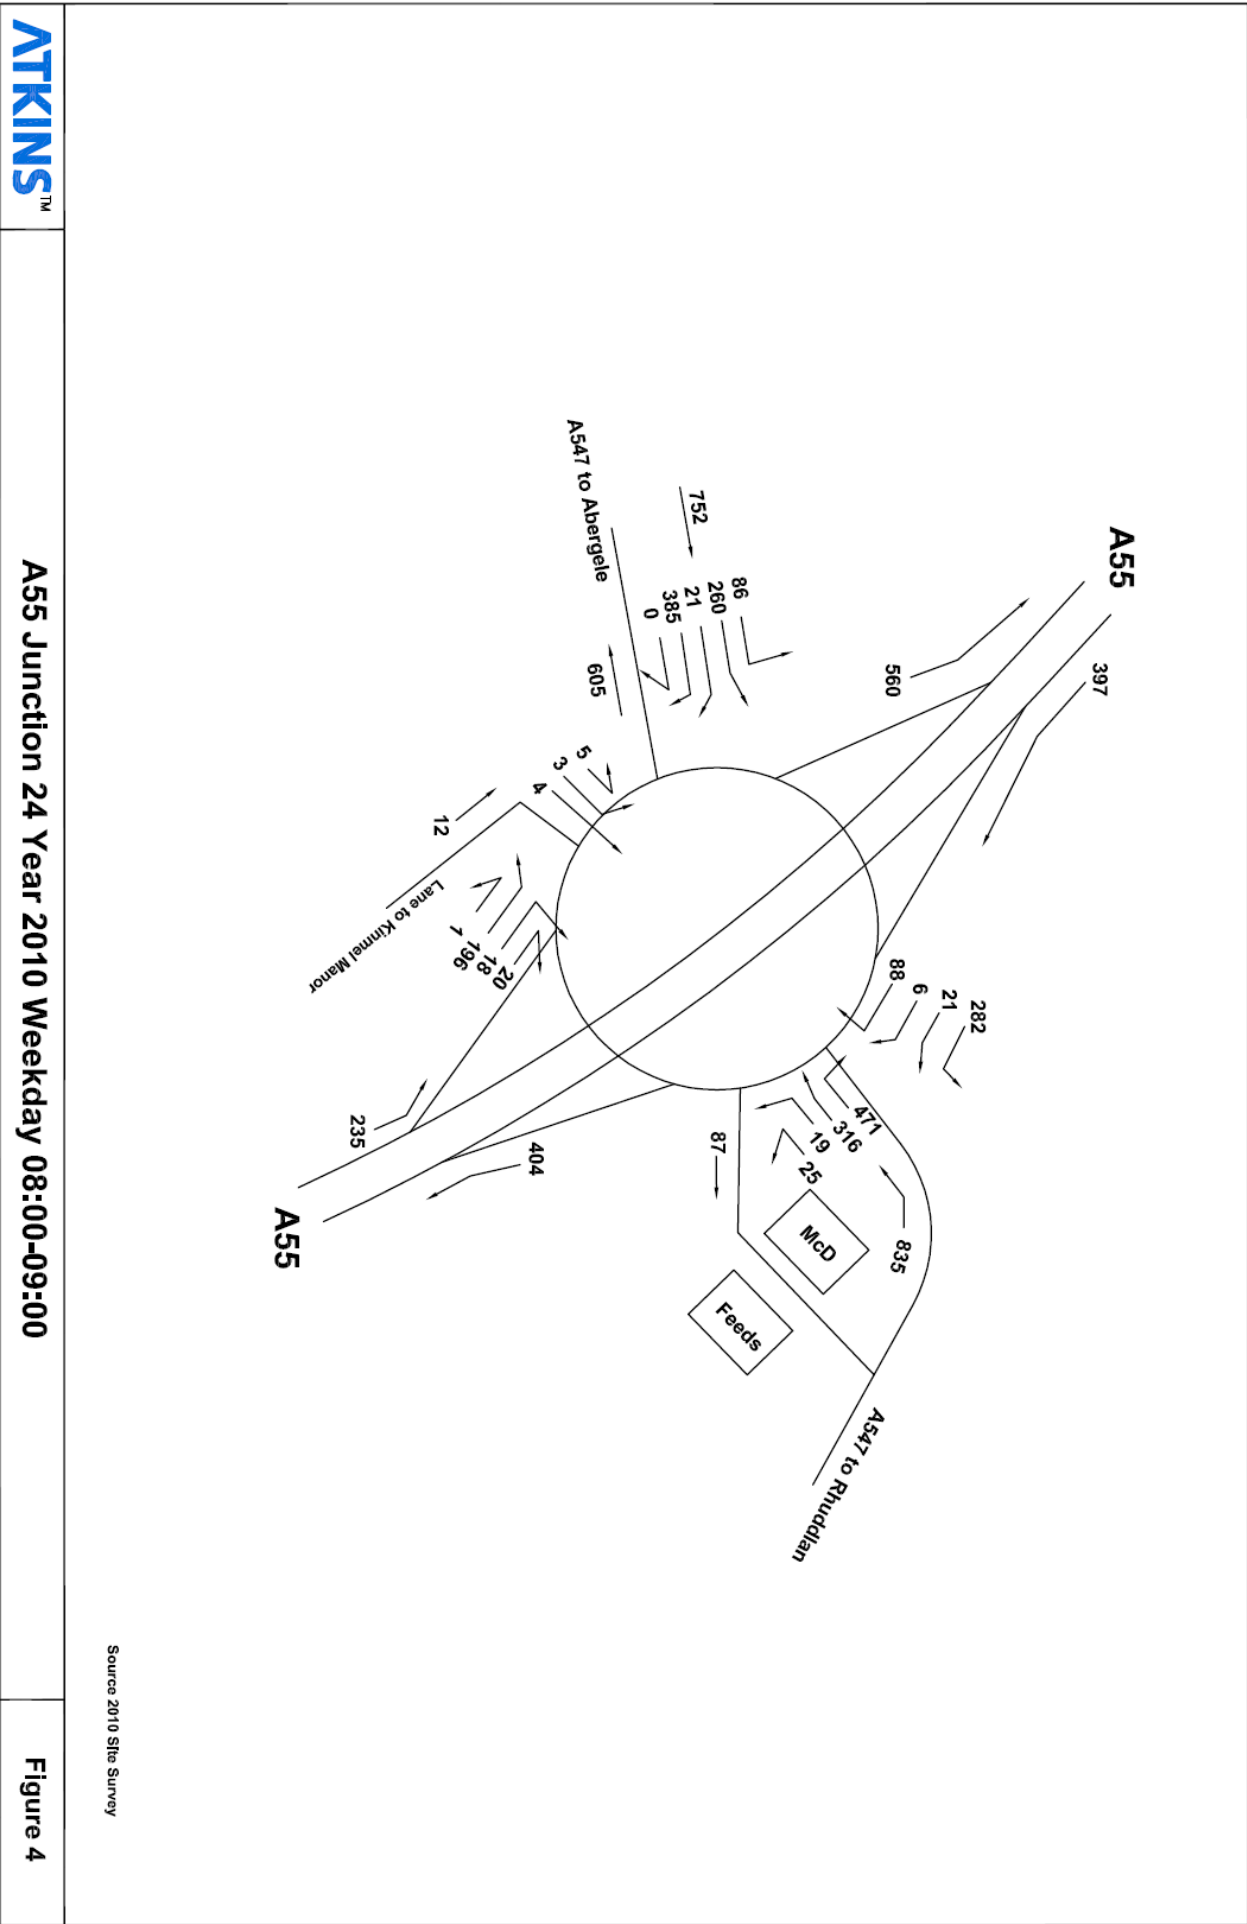 A55
397
560
752
86
260
21
385
0
A547 to Abergele
605
5
3
4
12
Lane to Kinmel Manor
1
196
18
20
235
A55
404
88
6
21
282
471
316
19
25
87
835
McD
Feeds
A547 to Rhuddlan
Source 2010 Site Survey
ATKINS™
A55 Junction 24 Year 2010 Weekday 08:00-09:00
Figure 4